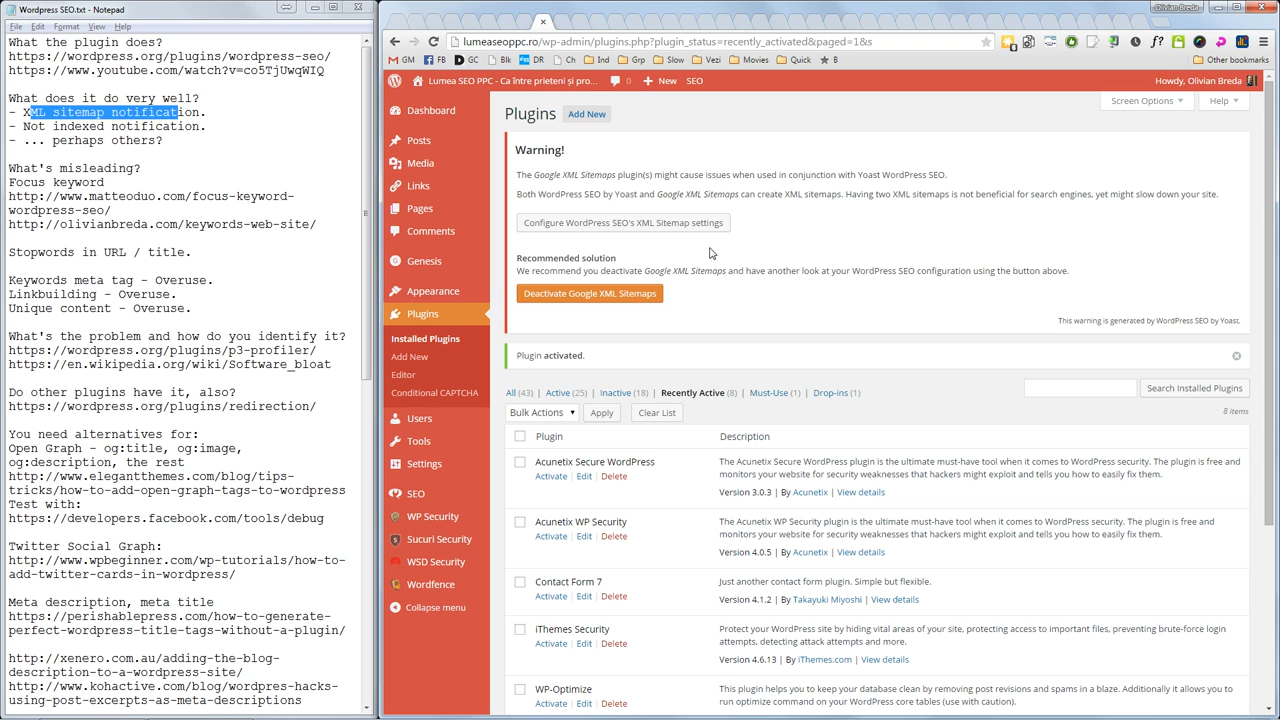 Wordpress SEO.txt - Notepad
File Edit Format View Help
What the plugin does?
https://wordpress.org/plugins/wordpress-seo/
https://www.youtube.com/watch?v=co5TjUwqWIQ
What does it do very well?
- XML sitemap notification.
- Not indexed notification.
- ... perhaps others?
What's misleading?
Focus keyword
http://www.matteoduo.com/focus-keyword-
wordpress-seo/
http://olivianbreda.com/keywords-web-site/
Stopwords in URL / title.
Keywords meta tag - Overuse.
Linkbuilding - Overuse.
Unique content - Overuse.
What's the problem and how do you identify it?
https://wordpress.org/plugins/p3-profiler/
https://en.wikipedia.org/wiki/Software_bloat
Do other plugins have it, also?
https://wordpress.org/plugins/redirection/
You need alternatives for:
Open Graph - og:title, og:image,
og:description, the rest
http://www.elegantthemes.com/blog/tips-
tricks/how-to-add-open-graph-tags-to-wordpress
Test with:
https://developers.facebook.com/tools/debug
Twitter Social Graph:
http://www.wpbeginner.com/wp-tutorials/how-to-
add-twitter-cards-in-wordpress/
Meta description, meta title
https://perishablepress.com/how-to-generate-
perfect-wordpress-title-tags-without-a-plugin/
http://xenero.com.au/adding-the-blog-
description-to-a-wordpress-site/
http://www.kohactive.com/blog/wordpres-hacks-
using-post-excerpts-as-meta-descriptions
Olivian Breda
lumeaseoppc.ro/wp-admin/plugins.php?plugin_status=recently_activated&paged=1&s
GM FB GC Blk DR Ch Ind Grp Slow Vezi Movies Quick Other B
Lumea SEO PPC - Ca între prieteni și pro... 0 New SEO Howdy, Olivian Breda
Screen Options Help
Dashboard
Posts
Media
Links
Pages
Comments
Genesis
Appearance
Plugins
Installed Plugins
Add New
Editor
Conditional CAPTCHA
Users
Tools
Settings
SEO
WP Security
Sucuri Security
WSD Security
Wordfence
Collapse menu
Plugins Add New
Warning!
The Google XML Sitemaps plugin(s) might cause issues when used in conjunction with Yoast WordPress SEO.
Both WordPress SEO by Yoast and Google XML Sitemaps can create XML sitemaps. Having two XML sitemaps is not beneficial for search engines, yet might slow down your site.
Configure WordPress SEO's XML Sitemap settings
Recommended solution
We recommend you deactivate Google XML Sitemaps and have another look at your WordPress SEO configuration using the button above.
Deactivate Google XML Sitemaps
This warning is generated by WordPress SEO by Yoast.
Plugin activated.
All (43) | Active (25) | Inactive (18) | Recently Active (8) | Must-Use (1) | Drop-ins (1)
Search Installed Plugins
Bulk Actions Apply Clear List 8 items
Plugin Description
Acunetix Secure WordPress The Acunetix Secure WordPress plugin is the ultimate must-have tool when it comes to WordPress security. The plugin is free and
Activate | Edit | Delete monitors your website for security weaknesses that hackers might exploit and tells you how to easily fix them.
Version 3.0.3 | By Acunetix | View details
Acunetix WP Security The Acunetix WP Security plugin is the ultimate must-have tool when it comes to WordPress security. The plugin is free and
Activate | Edit | Delete monitors your website for security weaknesses that hackers might exploit and tells you how to easily fix them.
Version 4.0.5 | By Acunetix | View details
Contact Form 7 Just another contact form plugin. Simple but flexible.
Activate | Edit | Delete Version 4.1.2 | By Takayuki Miyoshi | View details
iThemes Security Protect your WordPress site by hiding vital areas of your site, protecting access to important files, preventing brute-force login
Activate | Edit | Delete attempts, detecting attack attempts and more.
Version 4.6.13 | By iThemes.com | View details
WP-Optimize This plugin helps you to keep your database clean by removing post revisions and spams in a blaze. Additionally it allows you to
Activate | Edit | Delete run optimize command on your WordPress core tables (use with caution).